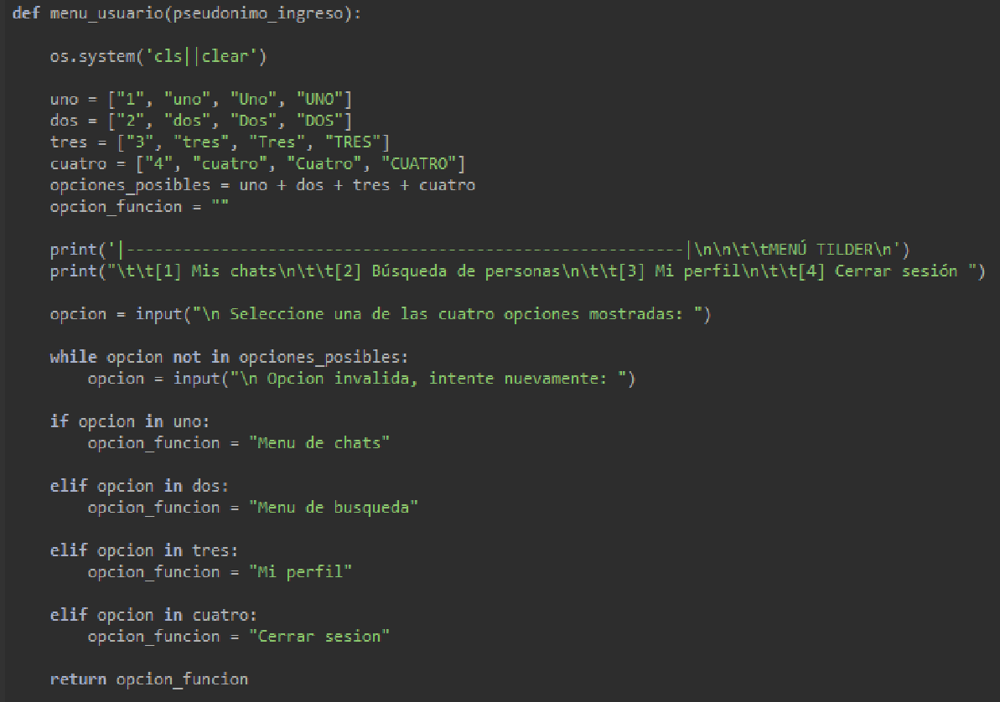 def menu_usuario(pseudonimo_ingreso):
os.system('cls||clear')
uno = ["1", "uno", "Uno", "UNO"]
dos = ["2", "dos", "Dos", "DOS"]
tres = ["3", "tres", "Tres", "TRES"]
cuatro = ["4", "cuatro", "Cuatro", "CUATRO"]
opciones_posibles = uno + dos + tres + cuatro
opcion_funcion = ""
print('|-----------------------------------------------------------|\n\n\t\tMENÚ TILDER\n')
print("\t\t[1] Mis chats\n\t\t[2] Búsqueda de personas\n\t\t[3] Mi perfil\n\t\t[4] Cerrar sesión ")
opcion = input("\n Seleccione una de las cuatro opciones mostradas: ")
while opcion not in opciones_posibles:
opcion = input("\n Opcion invalida, intente nuevamente: ")
if opcion in uno:
opcion_funcion = "Menu de chats"
elif opcion in dos:
opcion_funcion = "Menu de busqueda"
elif opcion in tres:
opcion_funcion = "Mi perfil"
elif opcion in cuatro:
opcion_funcion = "Cerrar sesion"
return opcion_funcion